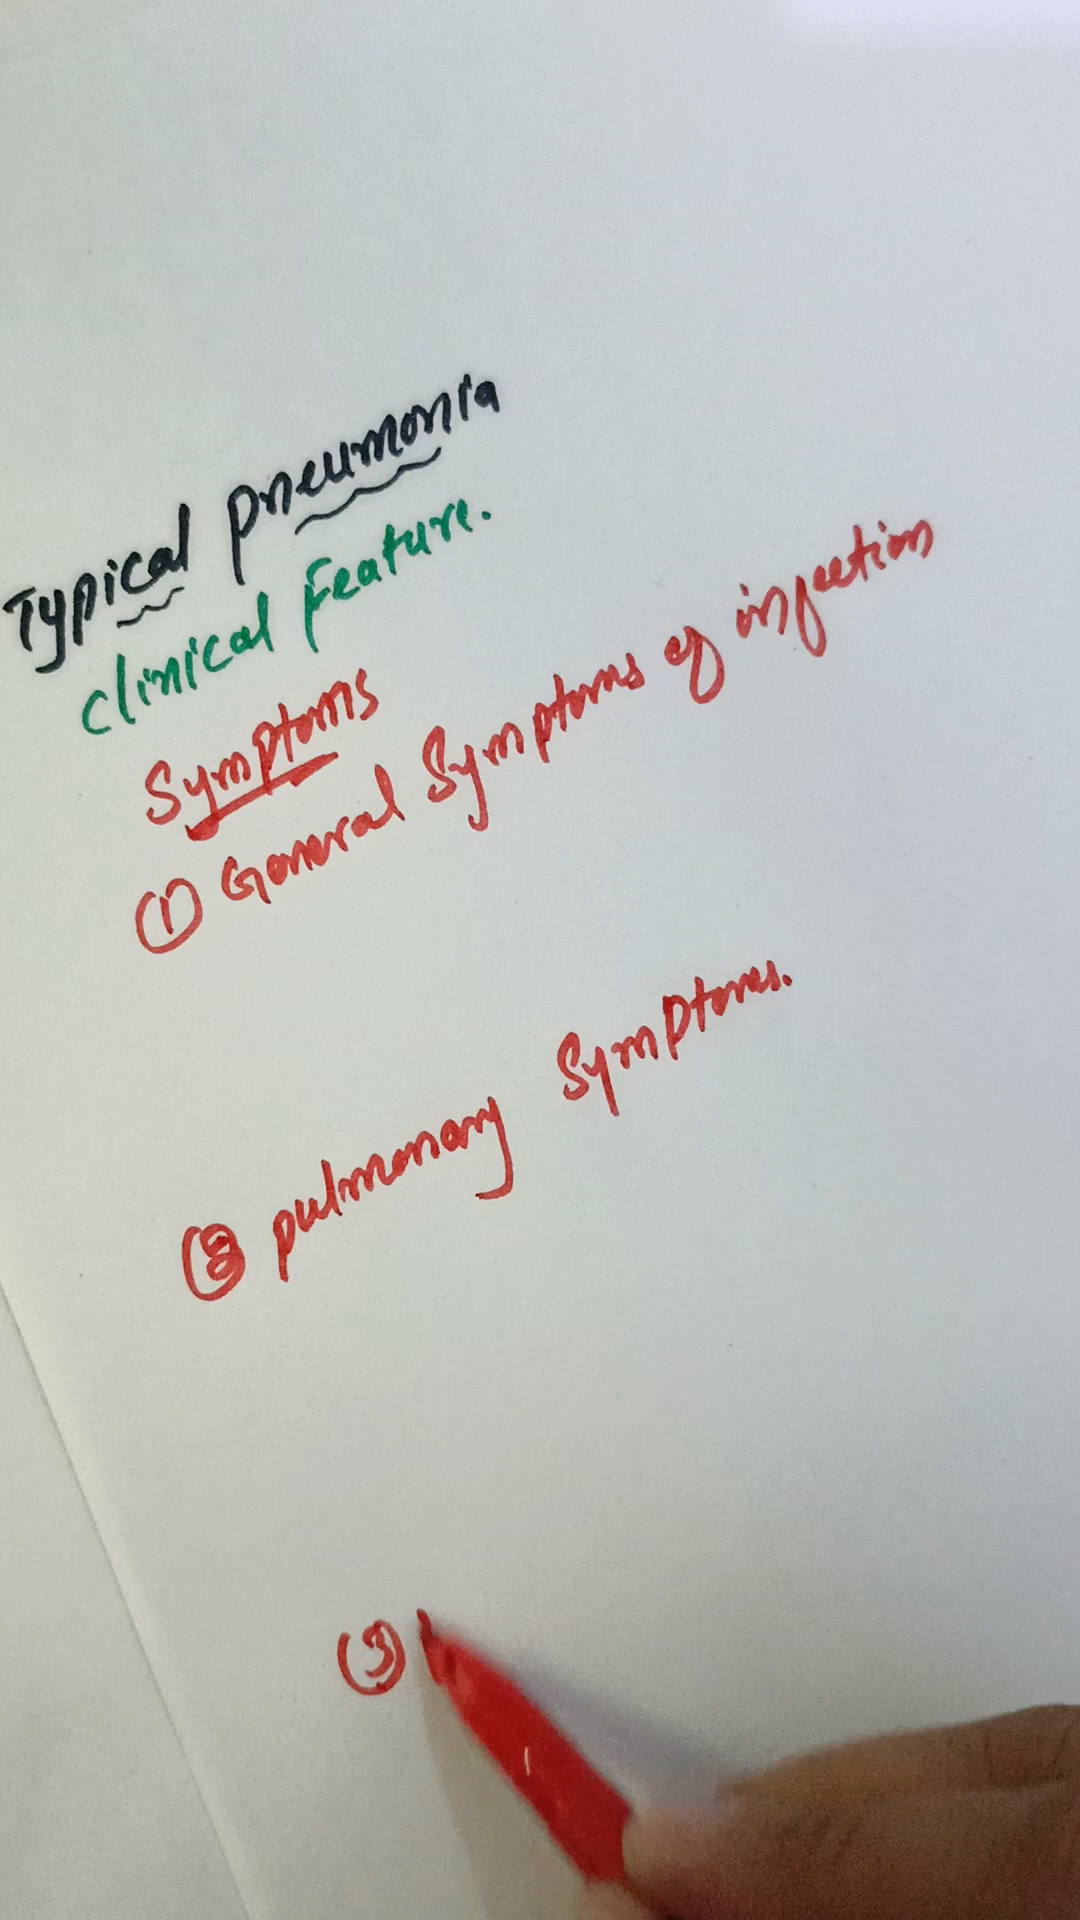 Typical pneumonia
Clinical Feature.
Symptoms
① General Symptoms of infection
② pulmonary Symptoms.
③